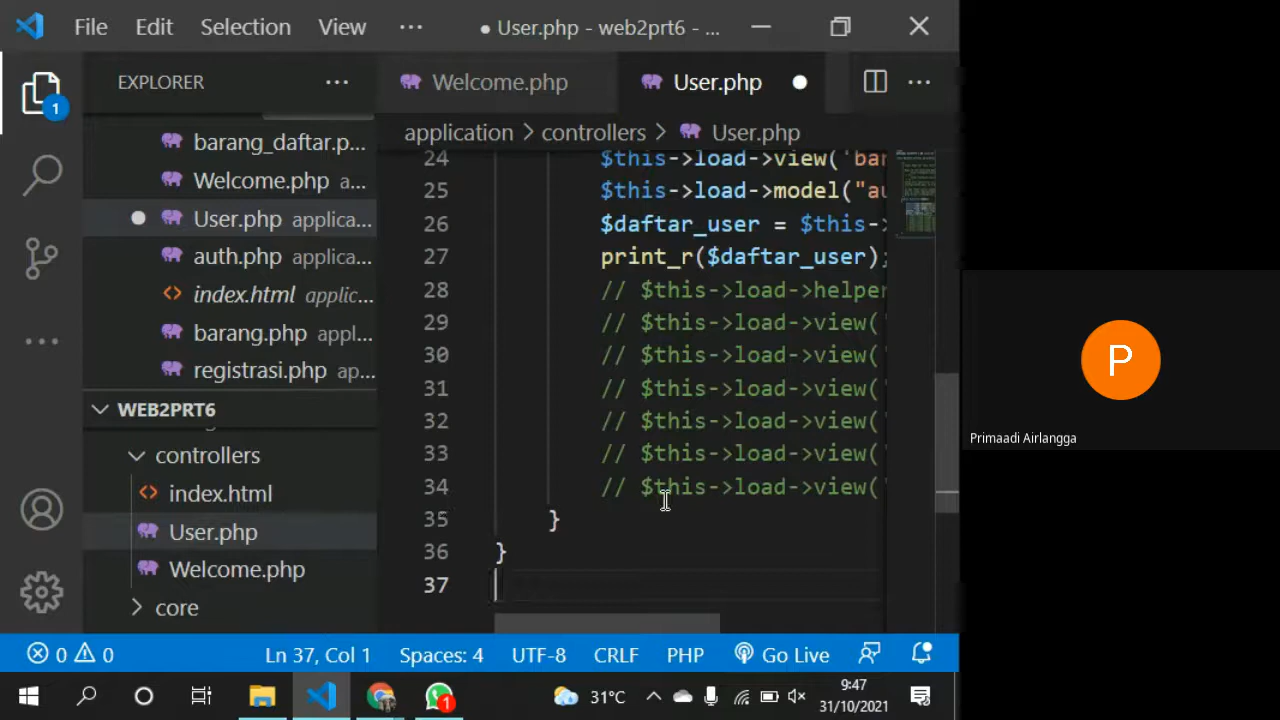 File Edit Selection View ··· ● User.php - web2prt6 - ...
EXPLORER ···
Welcome.php
User.php ●
application > controllers > User.php
barang_daftar.p...
Welcome.php a...
● User.php applica...
auth.php applica...
<> index.html applic...
barang.php appl...
registrasi.php ap...
WEB2PRT6
controllers
<> index.html
User.php
Welcome.php
> core
24 $this->load->view('bar
25 $this->load->model("au
26 $daftar_user = $this->
27 print_r($daftar_user);
28 // $this->load->helper
29 // $this->load->view('
30 // $this->load->view('
31 // $this->load->view('
32 // $this->load->view('
33 // $this->load->view('
34 // $this->load->view('
35 }
36 }
37
1
P
Primaadi Airlangga
0 0 Ln 37, Col 1 Spaces: 4 UTF-8 CRLF PHP Go Live
1
31°C
9:47
31/10/2021